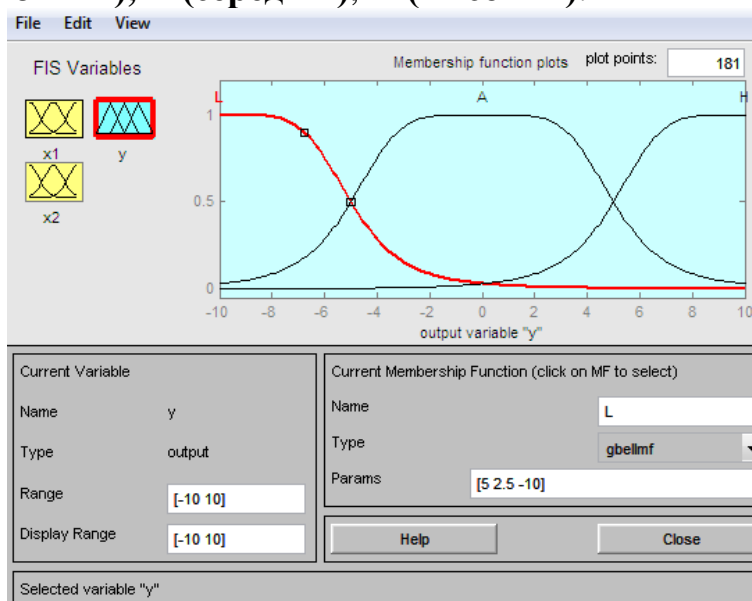 File Edit View
FIS Variables
Membership function plots plot points: 181
x1
y
x2
L
A
H
1
0.5
0
-10 -8 -6 -4 -2 0 2 4 6 8 10
output variable "y"
Current Variable
Name y
Type output
Range [-10 10]
Display Range [-10 10]
Current Membership Function (click on MF to select)
Name L
Type gbellmf
Params [5 2.5 -10]
Help Close
Selected variable "y"